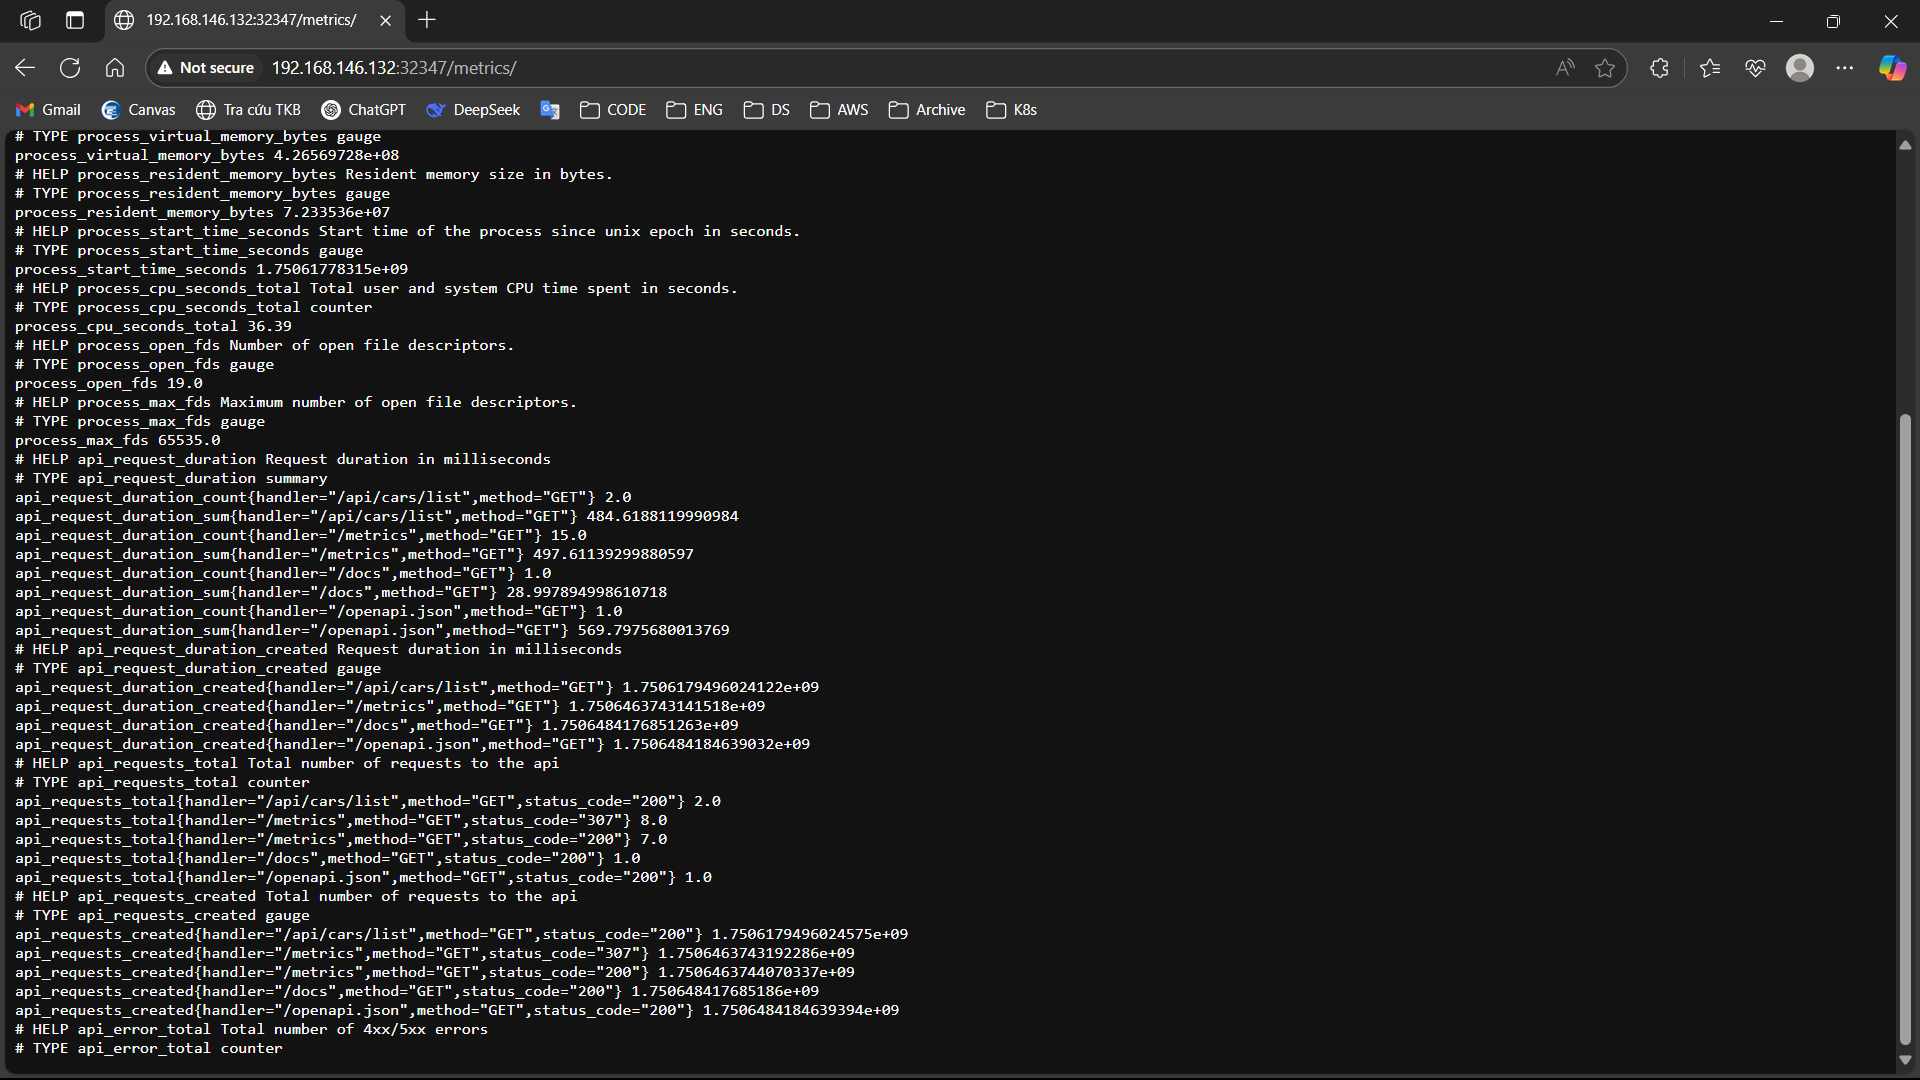 192.168.146.132:32347/metrics/
Not secure 192.168.146.132:32347/metrics/
Gmail Canvas Tra cứu TKB ChatGPT DeepSeek CODE ENG DS AWS Archive K8s
# TYPE process_virtual_memory_bytes gauge
process_virtual_memory_bytes 4.26569728e+08
# HELP process_resident_memory_bytes Resident memory size in bytes.
# TYPE process_resident_memory_bytes gauge
process_resident_memory_bytes 7.233536e+07
# HELP process_start_time_seconds Start time of the process since unix epoch in seconds.
# TYPE process_start_time_seconds gauge
process_start_time_seconds 1.75061778315e+09
# HELP process_cpu_seconds_total Total user and system CPU time spent in seconds.
# TYPE process_cpu_seconds_total counter
process_cpu_seconds_total 36.39
# HELP process_open_fds Number of open file descriptors.
# TYPE process_open_fds gauge
process_open_fds 19.0
# HELP process_max_fds Maximum number of open file descriptors.
# TYPE process_max_fds gauge
process_max_fds 65535.0
# HELP api_request_duration Request duration in milliseconds
# TYPE api_request_duration summary
api_request_duration_count{handler="/api/cars/list",method="GET"} 2.0
api_request_duration_sum{handler="/api/cars/list",method="GET"} 484.6188119990984
api_request_duration_count{handler="/metrics",method="GET"} 15.0
api_request_duration_sum{handler="/metrics",method="GET"} 497.61139299880597
api_request_duration_count{handler="/docs",method="GET"} 1.0
api_request_duration_sum{handler="/docs",method="GET"} 28.997894998610718
api_request_duration_count{handler="/openapi.json",method="GET"} 1.0
api_request_duration_sum{handler="/openapi.json",method="GET"} 569.7975680013769
# HELP api_request_duration_created Request duration in milliseconds
# TYPE api_request_duration_created gauge
api_request_duration_created{handler="/api/cars/list",method="GET"} 1.7506179496024122e+09
api_request_duration_created{handler="/metrics",method="GET"} 1.7506463743141518e+09
api_request_duration_created{handler="/docs",method="GET"} 1.7506484176851263e+09
api_request_duration_created{handler="/openapi.json",method="GET"} 1.7506484184639032e+09
# HELP api_requests_total Total number of requests to the api
# TYPE api_requests_total counter
api_requests_total{handler="/api/cars/list",method="GET",status_code="200"} 2.0
api_requests_total{handler="/metrics",method="GET",status_code="307"} 8.0
api_requests_total{handler="/metrics",method="GET",status_code="200"} 7.0
api_requests_total{handler="/docs",method="GET",status_code="200"} 1.0
api_requests_total{handler="/openapi.json",method="GET",status_code="200"} 1.0
# HELP api_requests_created Total number of requests to the api
# TYPE api_requests_created gauge
api_requests_created{handler="/api/cars/list",method="GET",status_code="200"} 1.7506179496024575e+09
api_requests_created{handler="/metrics",method="GET",status_code="307"} 1.7506463743192286e+09
api_requests_created{handler="/metrics",method="GET",status_code="200"} 1.7506463744070337e+09
api_requests_created{handler="/docs",method="GET",status_code="200"} 1.750648417685186e+09
api_requests_created{handler="/openapi.json",method="GET",status_code="200"} 1.7506484184639394e+09
# HELP api_error_total Total number of 4xx/5xx errors
# TYPE api_error_total counter